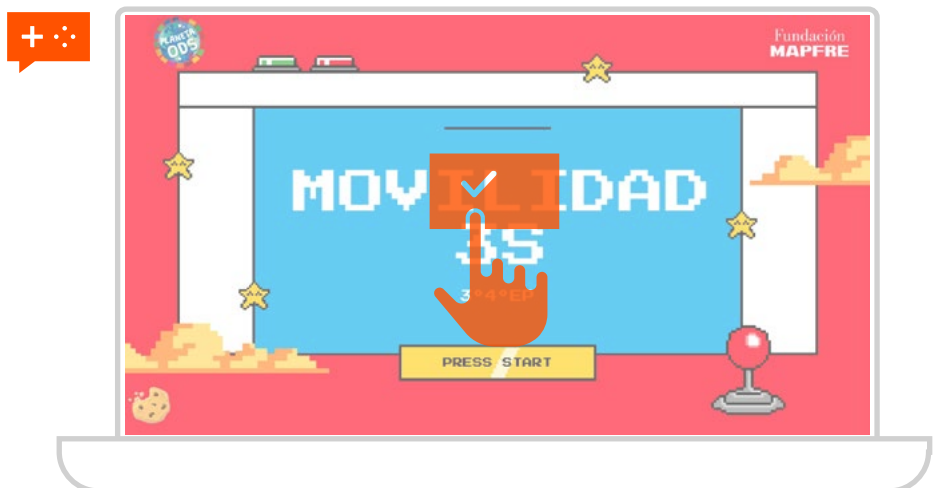 PLANETA
ODS
Fundación
MAPFRE
MOVILIDAD
3S
3º4ºEP
PRESS START